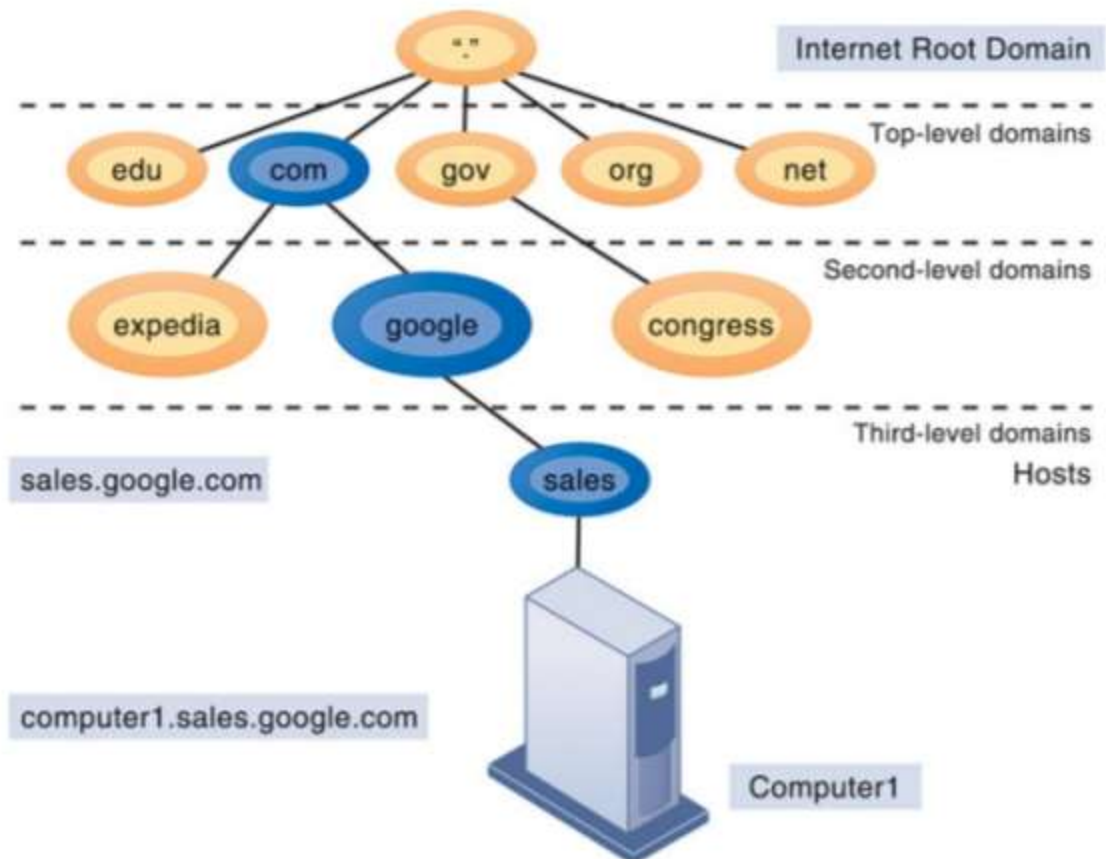 “.”
Internet Root Domain
Top-level domains
edu
com
gov
org
net
Second-level domains
expedia
google
congress
Third-level domains
Hosts
sales.google.com
sales
computer1.sales.google.com
Computer1